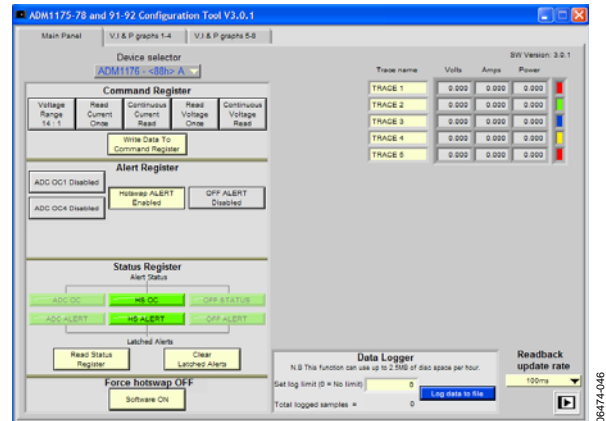 ADM1175-78 and 91-92 Configuration Tool V3.0.1
Main Panel
V,I & P graphs 1-4
V,I & P graphs 5-8
SW Version: 3.0.1
Device selector
ADM1176 - <88h> A
Command Register
Voltage Range 14 : 1
Read Current Once
Continuous Current Read
Read Voltage Once
Continuous Voltage Read
Write Data To Command Register
Alert Register
ADC OC1 Disabled
ADC OC4 Disabled
Hotswap ALERT Enabled
OFF ALERT Disabled
Status Register
Alert Status
ADC OC
HS OC
OFF STATUS
ADC ALERT
HS ALERT
OFF ALERT
Latched Alerts
Read Status Register
Clear Latched Alerts
Force hotswap OFF
Software ON
Trace name Volts Amps Power
TRACE 1 0.000 0.000 0.000
TRACE 2 0.000 0.000 0.000
TRACE 3 0.000 0.000 0.000
TRACE 4 0.000 0.000 0.000
TRACE 5 0.000 0.000 0.000
Data Logger
N.B This function can use up to 2.5MB of disc space per hour.
Set log limit (0 = No limit) 0
Total logged samples = 0
Log data to file
Readback update rate
100ms
06474-046